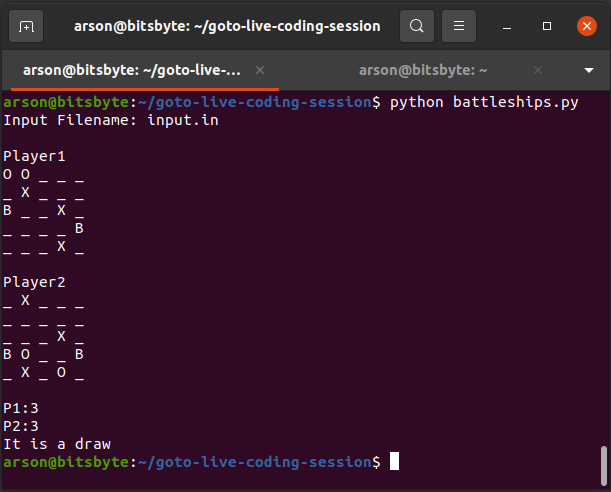 arson@bitsbyte: ~/goto-live-coding-session
arson@bitsbyte: ~/goto-live-... × arson@bitsbyte: ~ ×
arson@bitsbyte:~/goto-live-coding-session$ python battleships.py
Input Filename: input.in

Player1
O O _ _ _
_ X _ _ _
B _ _ X _
_ _ _ _ B
_ _ _ X _

Player2
_ X _ _ _
_ _ _ _ _
_ _ _ X _
B O _ _ B
_ X _ O _

P1:3
P2:3
It is a draw
arson@bitsbyte:~/goto-live-coding-session$